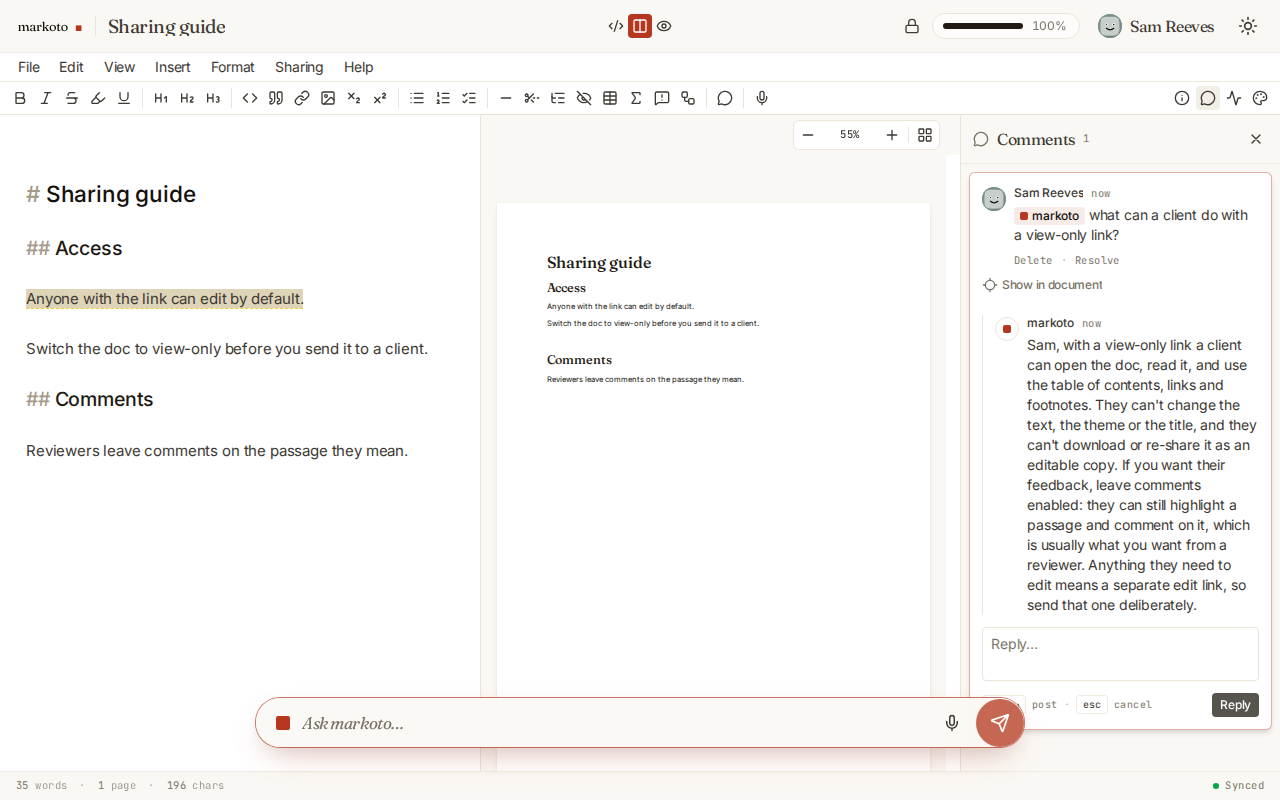 markoto
Sharing guide
100%
Sam Reeves
File Edit View Insert Format Sharing Help
H1 H2 H3
55%
# Sharing guide
## Access
Anyone with the link can edit by default.
Switch the doc to view-only before you send it to a client.
## Comments
Reviewers leave comments on the passage they mean.
Sharing guide
Access
Anyone with the link can edit by default.
Switch the doc to view-only before you send it to a client.
Comments
Reviewers leave comments on the passage they mean.
Comments 1
Sam Reeves now
markoto what can a client do with
a view-only link?
Delete · Resolve
Show in document
markoto now
Sam, with a view-only link a client
can open the doc, read it, and use
the table of contents, links and
footnotes. They can't change the
text, the theme or the title, and they
can't download or re-share it as an
editable copy. If you want their
feedback, leave comments
enabled: they can still highlight a
passage and comment on it, which
is usually what you want from a
reviewer. Anything they need to
edit means a separate edit link, so
send that one deliberately.
Reply...
post · esc cancel
Reply
Ask markoto...
35 words · 1 page · 196 chars
Synced